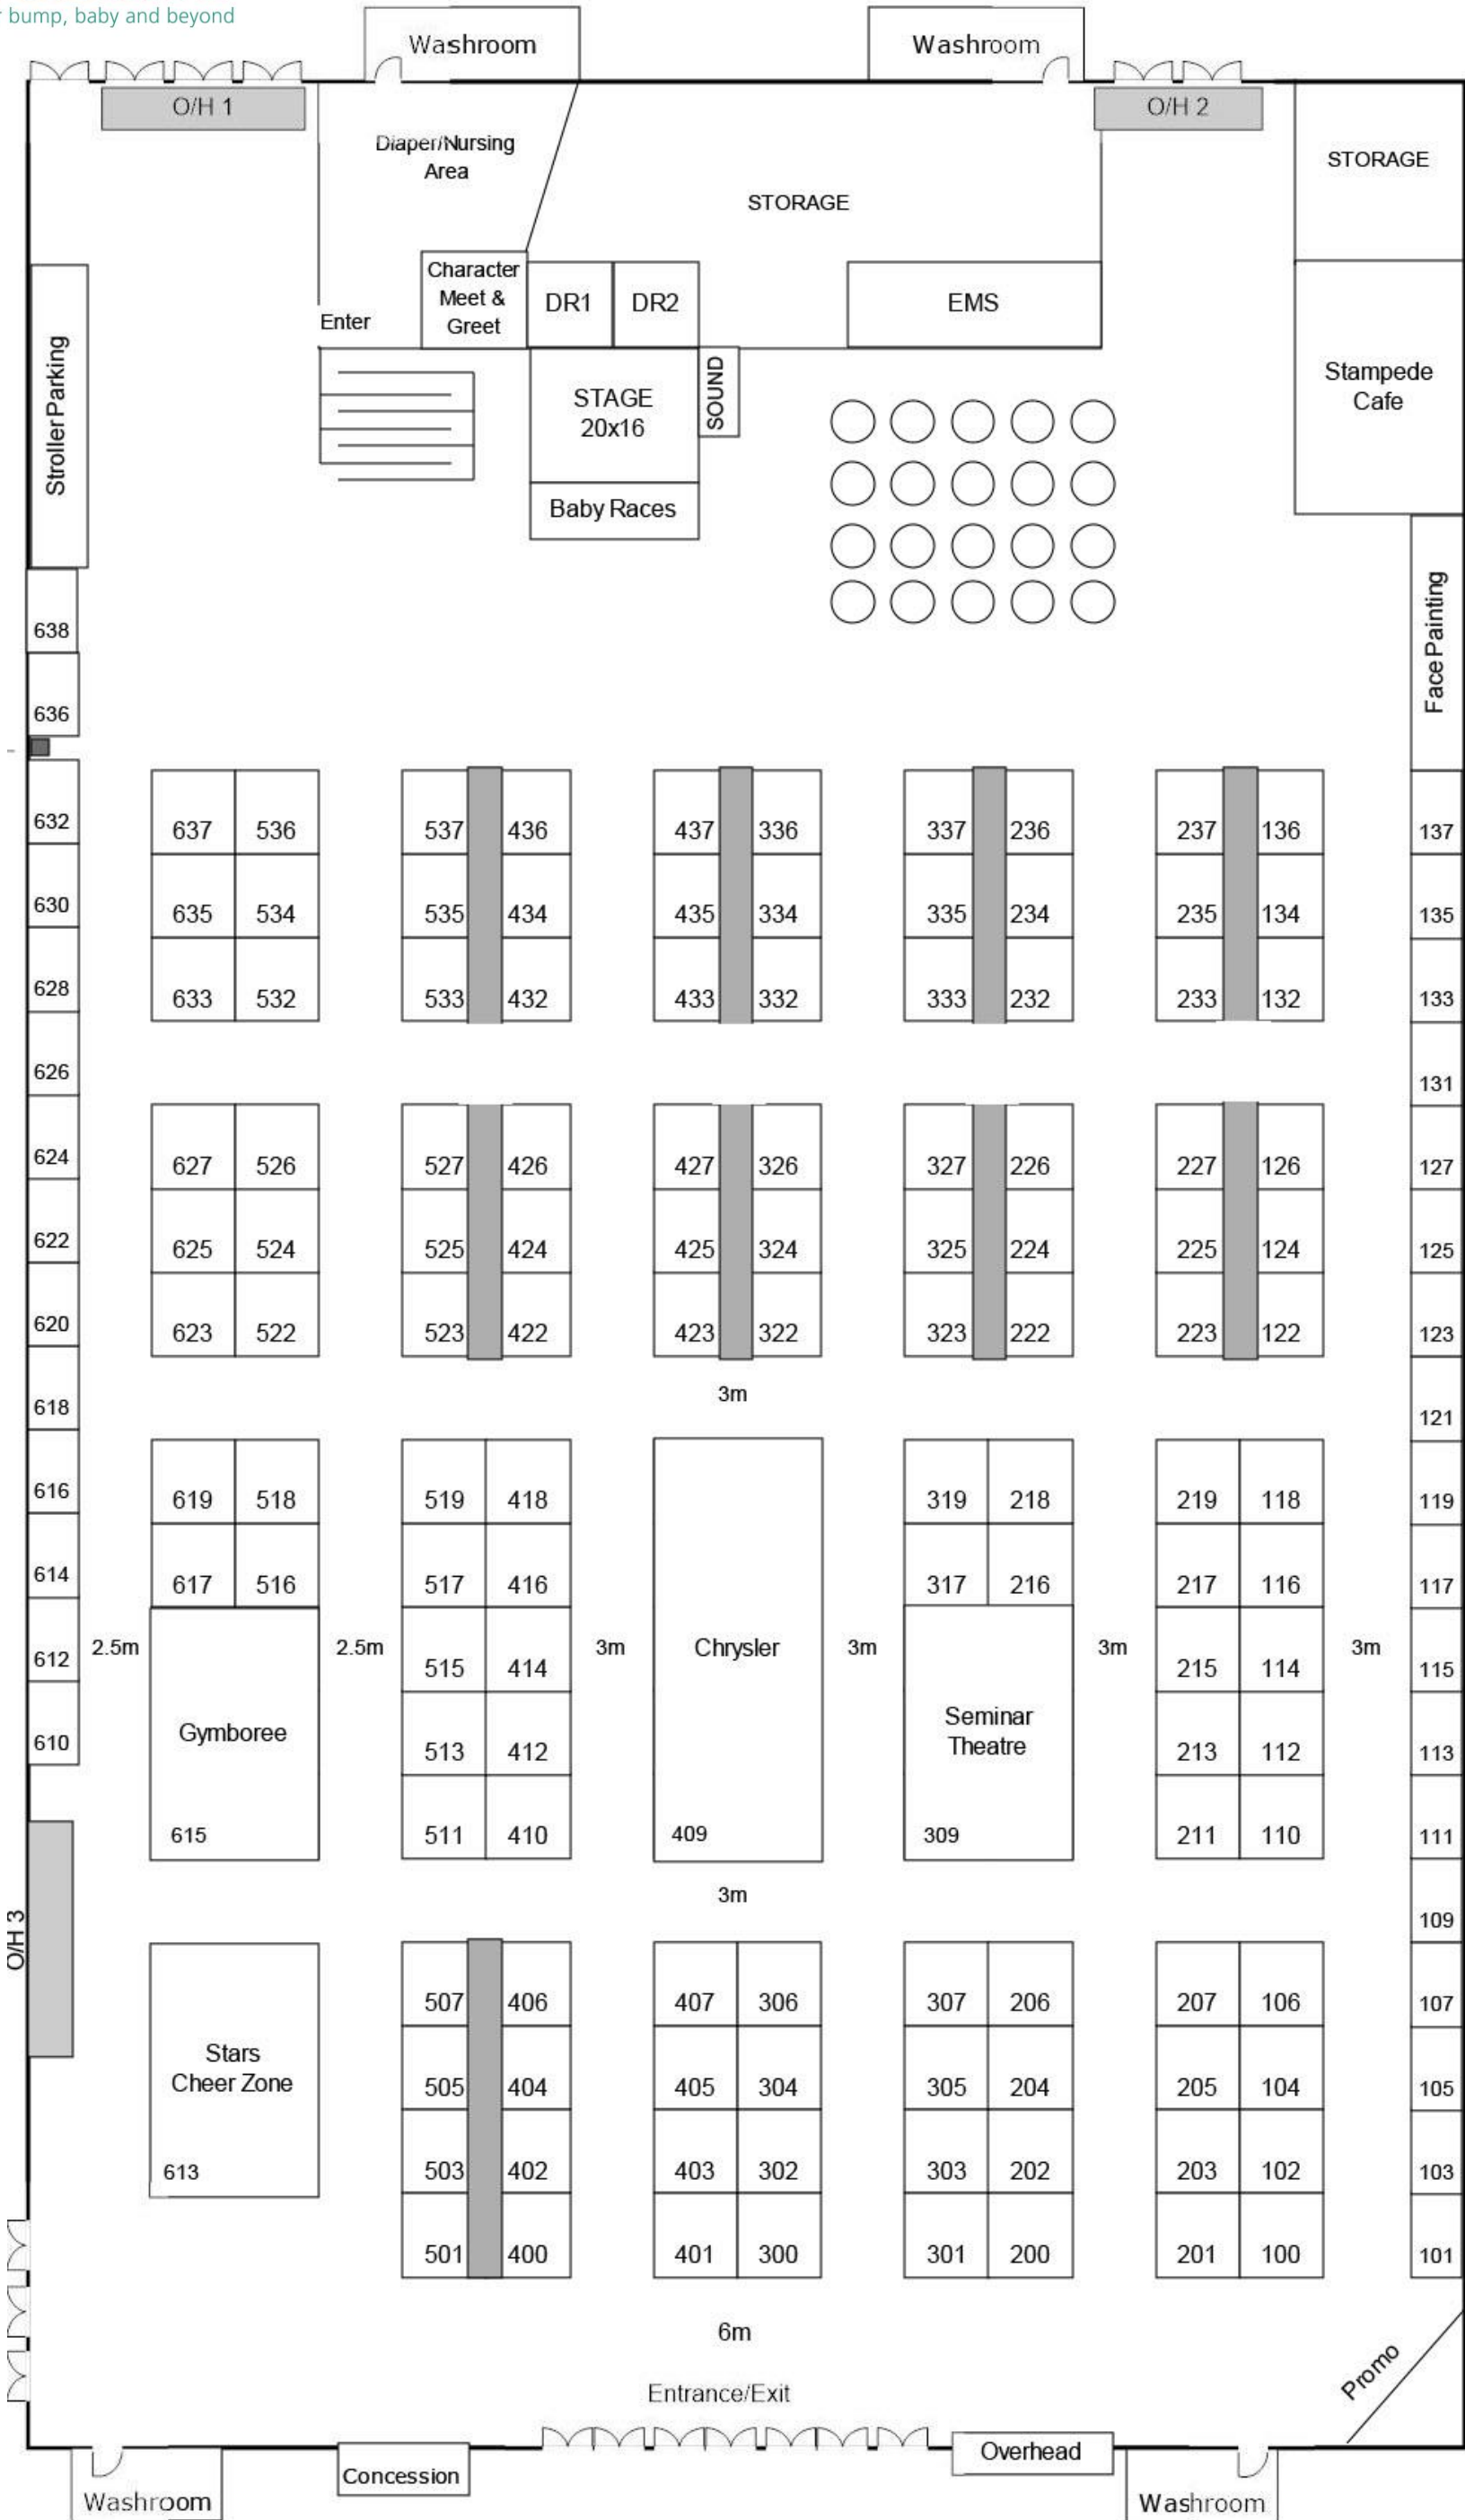 r bump, baby and beyond
Washroom
Washroom
O/H 1
O/H 2
Diaper/Nursing
Area
STORAGE
STORAGE
Character
Meet &
Greet
DR1
DR2
EMS
Enter
Stroller Parking
STAGE
20x16
SOUND
Stampede
Cafe
Baby Races
Face Painting
638
636
632
637 536
537 436
437 336
337 236
237 136
137
630
635 534
535 434
435 334
335 234
235 134
135
628
633 532
533 432
433 332
333 232
233 132
133
626
131
624
627 526
527 426
427 326
327 226
227 126
127
622
625 524
525 424
425 324
325 224
225 124
125
620
623 522
523 422
423 322
323 222
223 122
123
3m
618
121
616
619 518
519 418
319 218
219 118
119
614
617 516
517 416
317 216
217 116
117
612
2.5m
2.5m
515 414
3m
Chrysler
3m
3m
215 114
3m
115
610
Gymboree
513 412
Seminar
Theatre
213 112
113
615
511 410
409
309
211 110
111
3m
O/H 3
109
507 406
407 306
307 206
207 106
107
Stars
Cheer Zone
505 404
405 304
305 204
205 104
105
613
503 402
403 302
303 202
203 102
103
501 400
401 300
301 200
201 100
101
6m
Promo
Entrance/Exit
Overhead
Concession
Washroom
Washroom